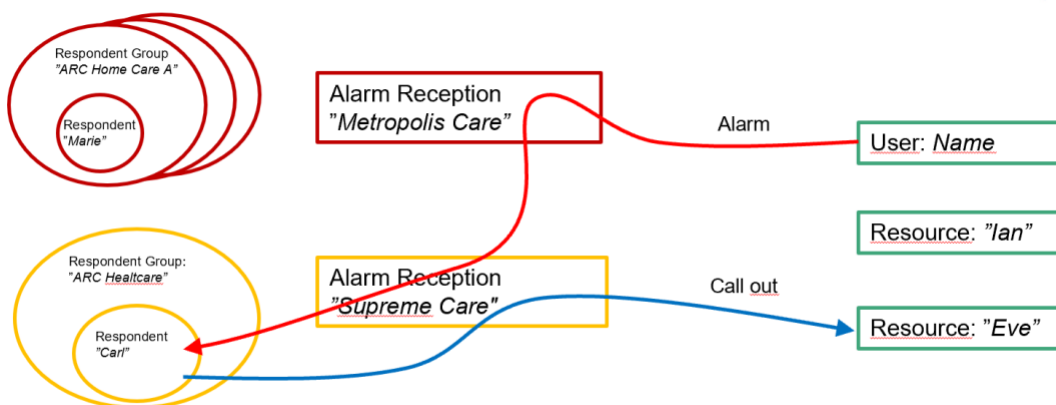 Respondent Group
"ARC Home Care A"
Respondent
"Marie"
Alarm Reception
"Metropolis Care"
Alarm
User: Name
Resource: "Ian"
Respondent Group:
"ARC Healtcare"
Respondent
"Carl"
Alarm Reception
"Supreme Care"
Call out
Resource: "Eve"